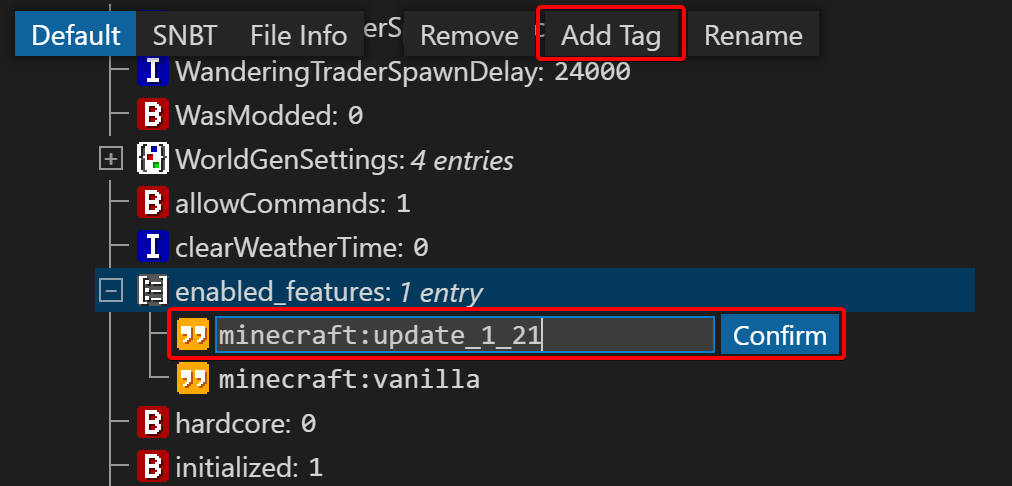 Default SNBT File Info Remove Add Tag Rename
I WanderingTraderSpawnDelay: 24000
B WasModded: 0
WorldGenSettings: 4 entries
B allowCommands: 1
I clearWeatherTime: 0
enabled_features: 1 entry
minecraft:update_1_21 Confirm
minecraft:vanilla
B hardcore: 0
B initialized: 1